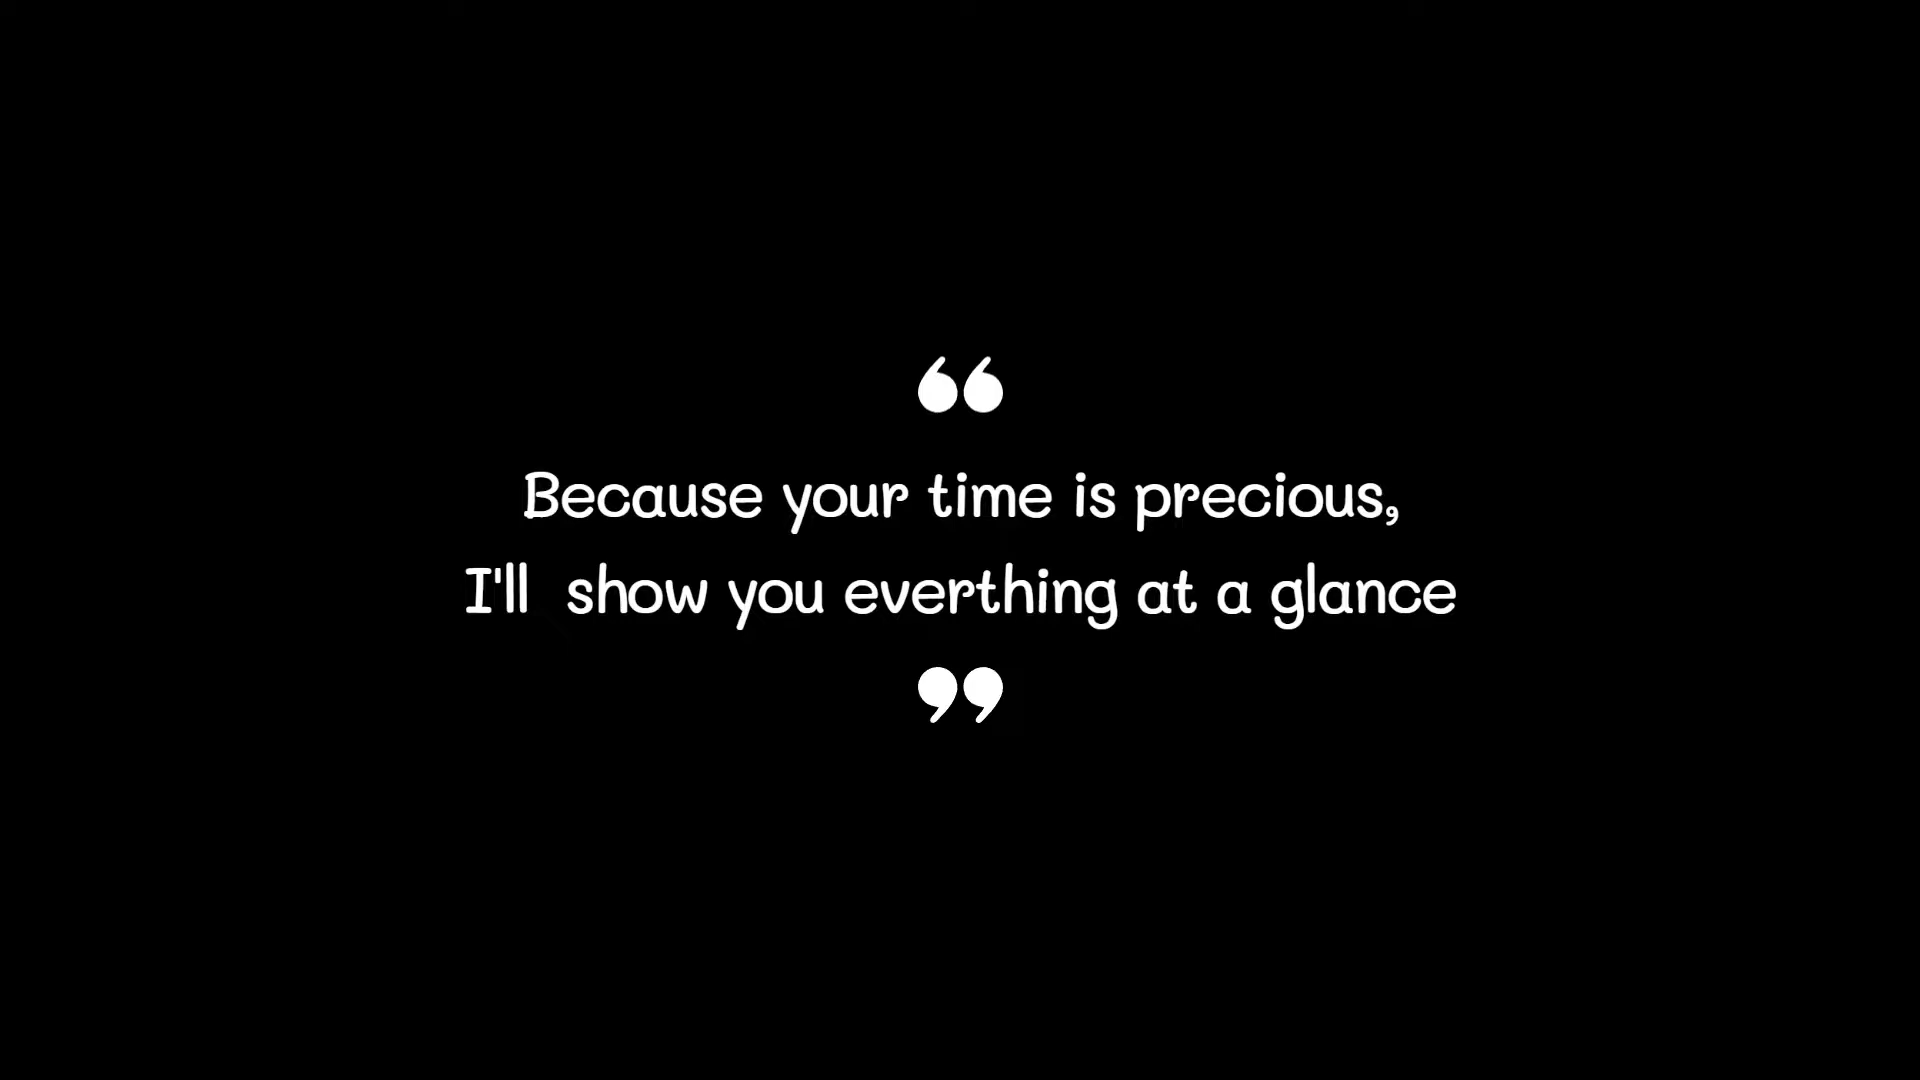 “
Because your time is precious,
I'll  show you everthing at a glance
”